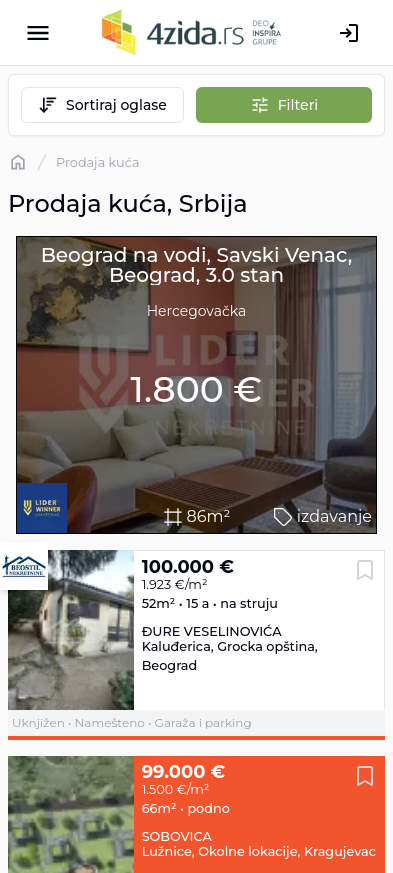 4zida.rs
DEO
INSPIRA
GRUPE
Sortiraj oglase
Filteri
/
Prodaja kuća
Prodaja kuća, Srbija
Beograd na vodi, Savski Venac,
Beograd, 3.0 stan
Hercegovačka
LIDER
WINNER
NEKRETNINE
1.800 €
LIDER
WINNER
NEKRETNINE
86m²
izdavanje
BEOSTIL
NEKRETNINE
100.000 €
1.923 €/m²
52m² • 15 a • na struju
ĐURE VESELINOVIĆA
Kaluđerica, Grocka opština,
Beograd
Uknjižen • Namešteno • Garaža i parking
99.000 €
1.500 €/m²
66m² • podno
SOBOVICA
Lužnice, Okolne lokacije, Kragujevac